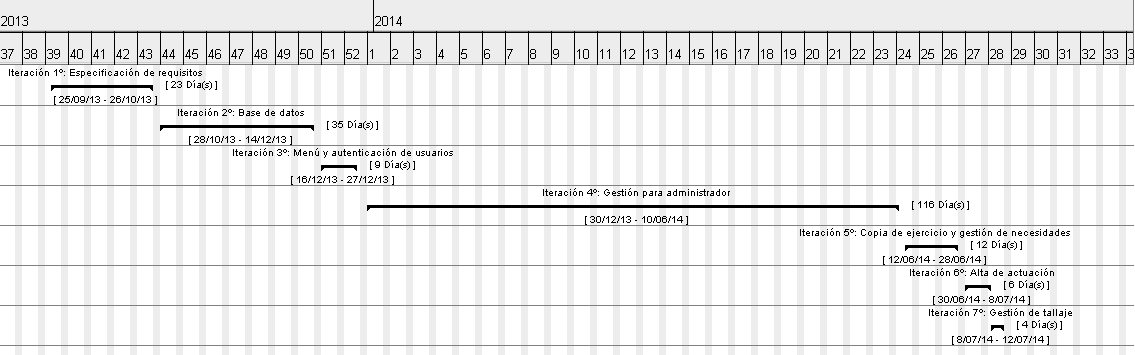 2013 2014
37 38 39 40 41 42 43 44 45 46 47 48 49 50 51 52 1 2 3 4 5 6 7 8 9 10 11 12 13 14 15 16 17 18 19 20 21 22 23 24 25 26 27 28 29 30 31 32 33
Iteración 1º: Especificación de requisitos
[ 23 Día(s) ]
[ 25/09/13 - 26/10/13 ]
Iteración 2º: Base de datos
[ 35 Día(s) ]
[ 28/10/13 - 14/12/13 ]
Iteración 3º: Menú y autenticación de usuarios
[ 9 Día(s) ]
[ 16/12/13 - 27/12/13 ]
Iteración 4º: Gestión para administrador
[ 116 Día(s) ]
[ 30/12/13 - 10/06/14 ]
Iteración 5º: Copia de ejercicio y gestión de necesidades
[ 12 Día(s) ]
[ 12/06/14 - 28/06/14 ]
Iteración 6º: Alta de actuación
[ 6 Día(s) ]
[ 30/06/14 - 8/07/14 ]
Iteración 7º: Gestión de tallaje
[ 4 Día(s) ]
[ 8/07/14 - 12/07/14 ]